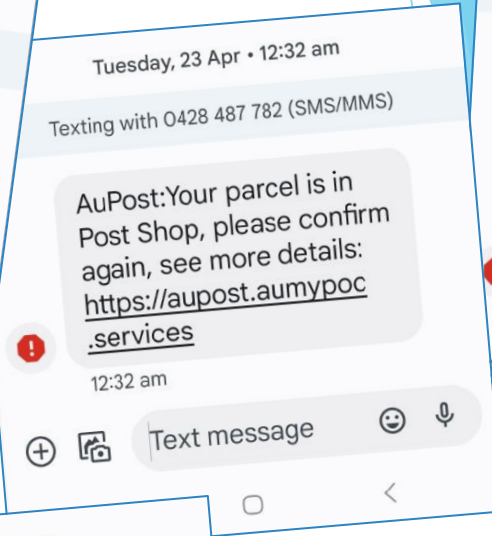 Tuesday, 23 Apr • 12:32 am
Texting with 0428 487 782 (SMS/MMS)
AuPost:Your parcel is in
Post Shop, please confirm
again, see more details:
https://aupost.aumypoc
.services
12:32 am
Text message